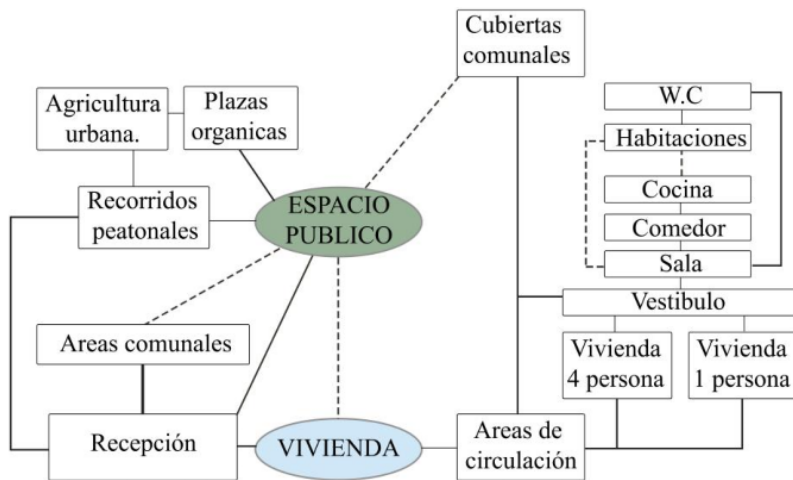 Cubiertas
comunales
Agricultura
urbana.
Plazas
organicas
W.C
Habitaciones
Recorridos
peatonales
ESPACIO
PUBLICO
Cocina
Comedor
Sala
Vestibulo
Areas comunales
Vivienda
4 persona
Vivienda
1 persona
Recepción
VIVIENDA
Areas de
circulación